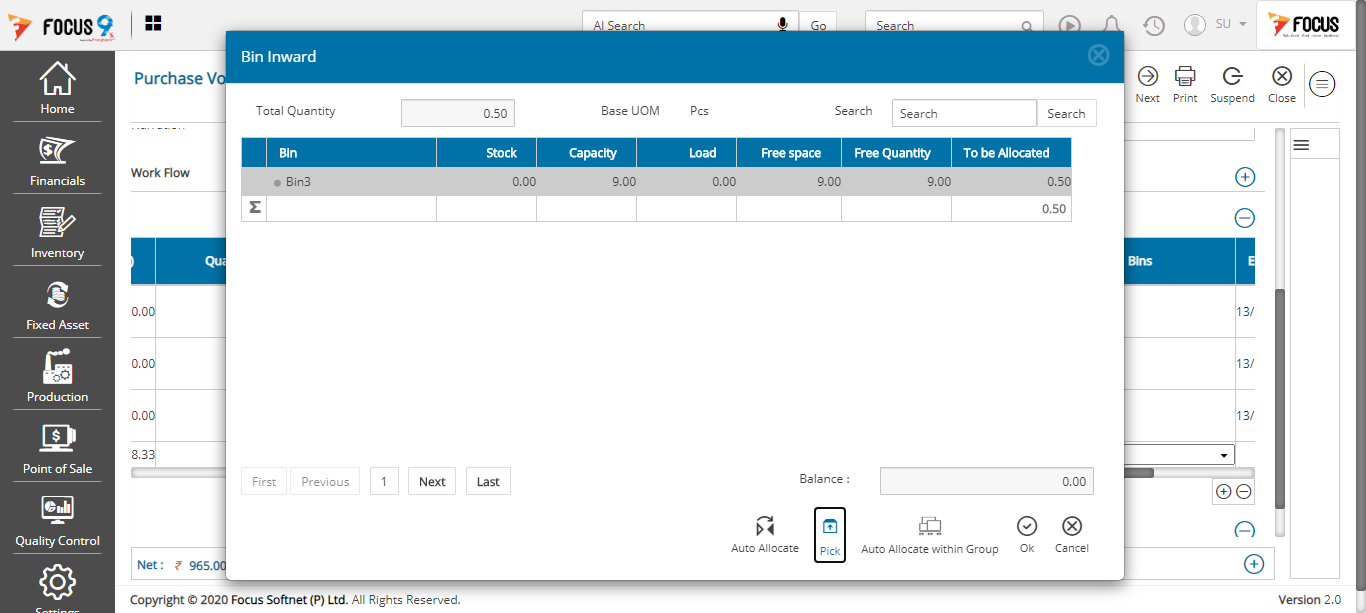 FOCUS 9
AI Search
Go
Search
SU
FOCUS
Home
Financials
Inventory
Fixed Asset
Production
Point of Sale
Quality Control
Settings
Purchase Vo
Next
Print
Suspend
Close
Narration
Work Flow
Qua
Bins
E
0.00
13/
0.00
13/
0.00
13/
8.33
Net : ₹ 965.00
Bin Inward
Total Quantity 0.50 Base UOM Pcs Search Search Search
Bin Stock Capacity Load Free space Free Quantity To be Allocated
Bin3 0.00 9.00 0.00 9.00 9.00 0.50
Σ 0.50
First Previous 1 Next Last
Balance : 0.00
Auto Allocate Pick Auto Allocate within Group Ok Cancel
Copyright © 2020 Focus Softnet (P) Ltd. All Rights Reserved.
Version 2.0